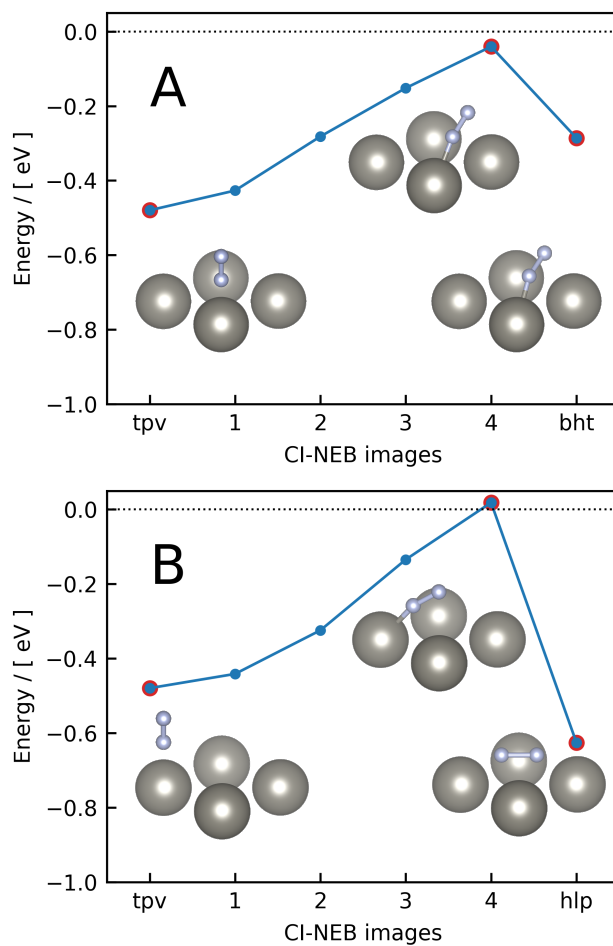 0.0
A
−0.2
−0.4
−0.6
−0.8
−1.0
Energy / [ eV ]
tpv 1 2 3 4 bht
CI-NEB images
0.0
B
−0.2
−0.4
−0.6
−0.8
−1.0
Energy / [ eV ]
tpv 1 2 3 4 hlp
CI-NEB images